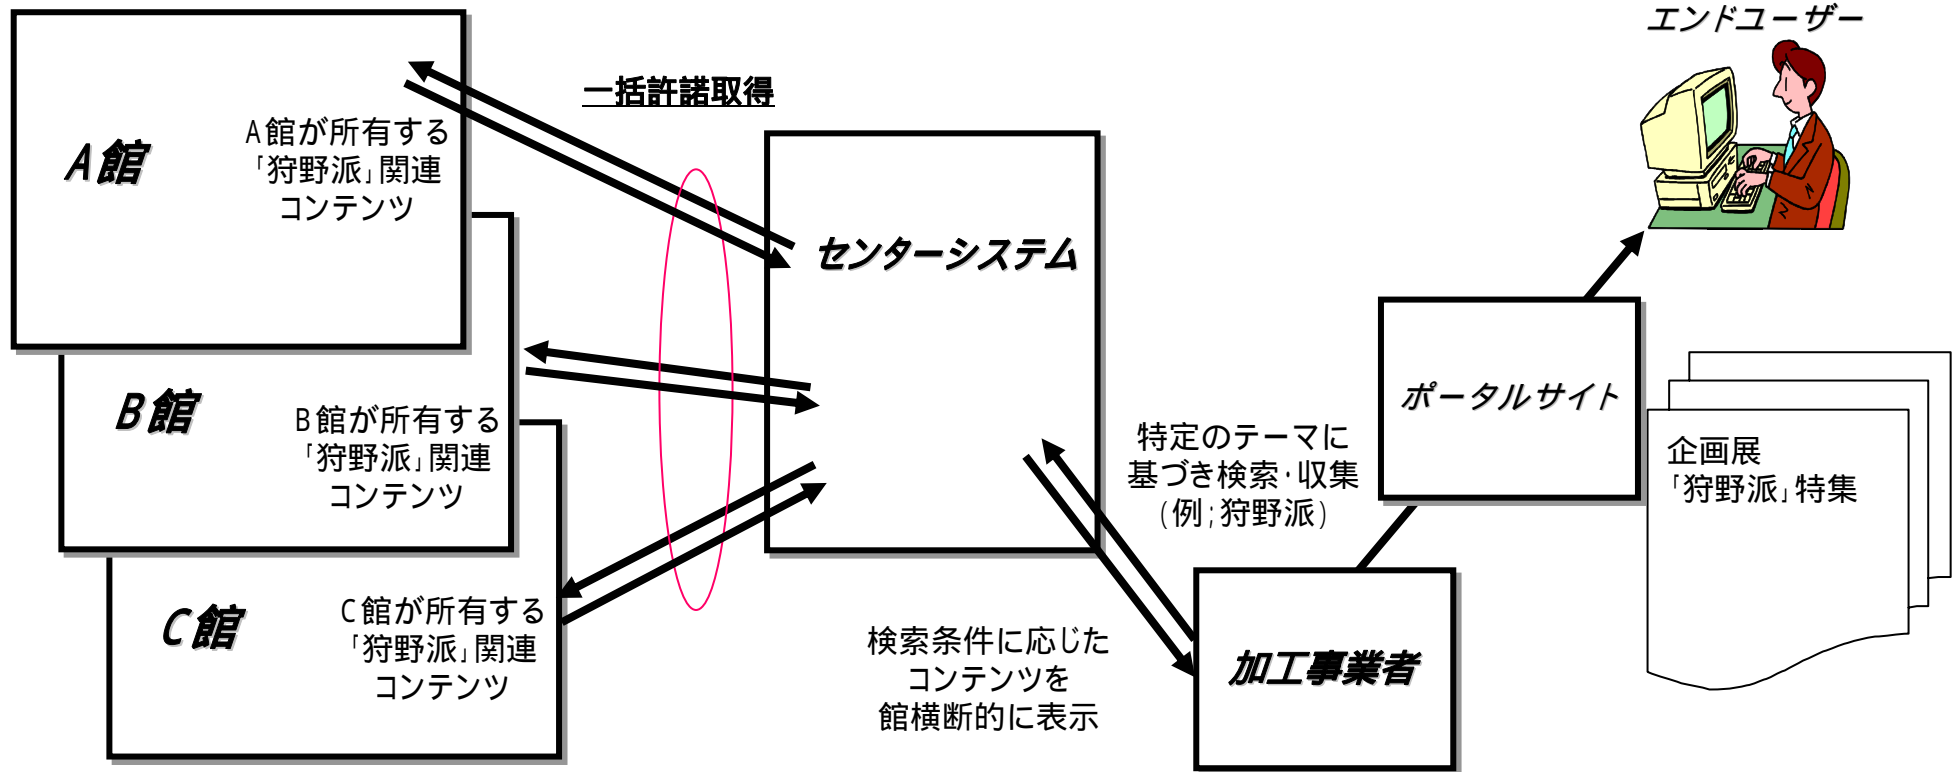 エンドユーザー
一括許諾取得
A館
A館が所有する
「狩野派」関連
コンテンツ
センターシステム
B館
B館が所有する
「狩野派」関連
コンテンツ
ポータルサイト
特定のテーマに
基づき検索・収集
(例;狩野派)
企画展
「狩野派」特集
C館
C館が所有する
「狩野派」関連
コンテンツ
検索条件に応じた
コンテンツを
館横断的に表示
加工事業者